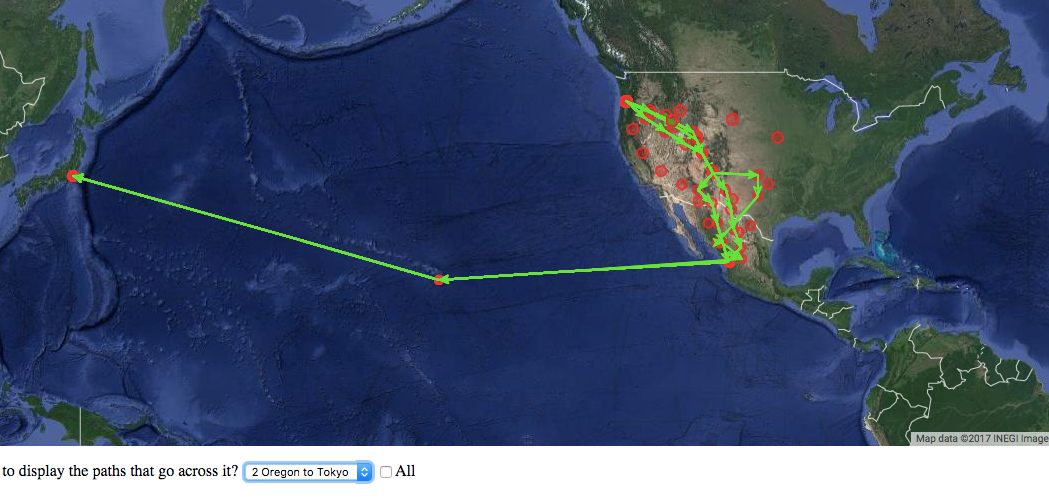 Map data ©2017 INEGI Image
to display the paths that go across it? 2 Oregon to Tokyo All